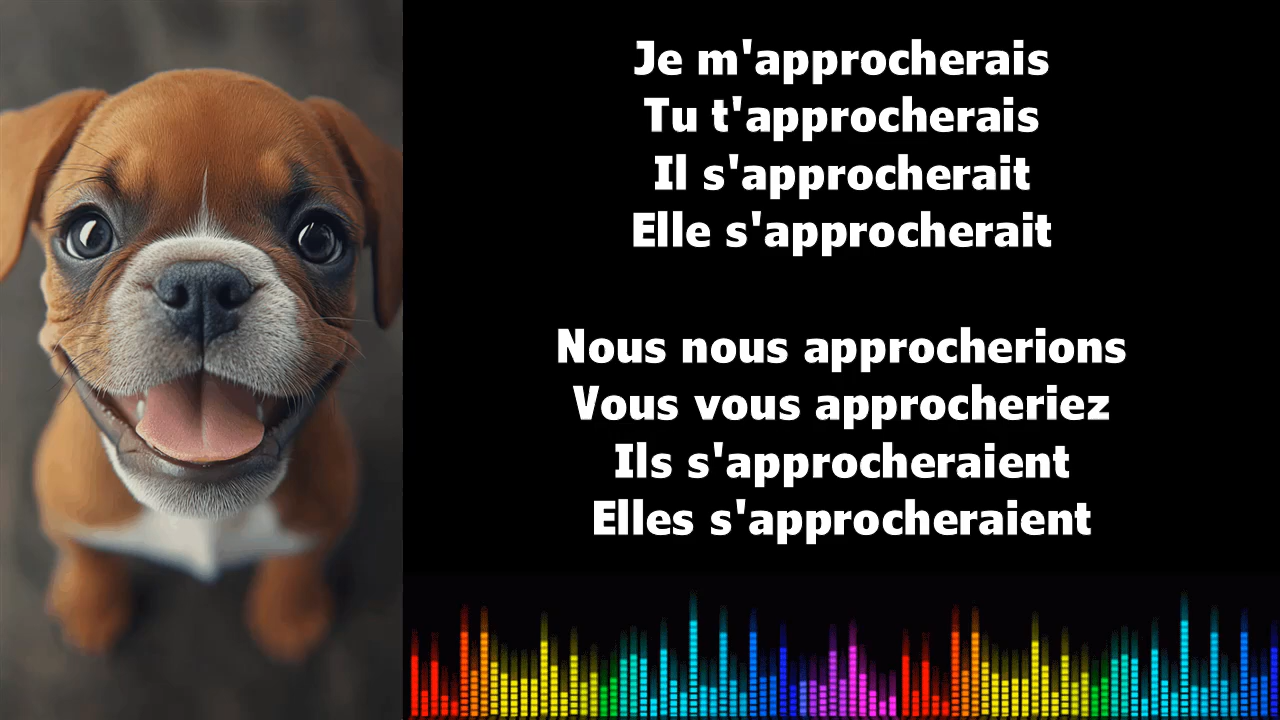 Je m'approcherais
Tu t'approcherais
Il s'approcherait
Elle s'approcherait
Nous nous approcherions
Vous vous approcheriez
Ils s'approcheraient
Elles s'approcheraient